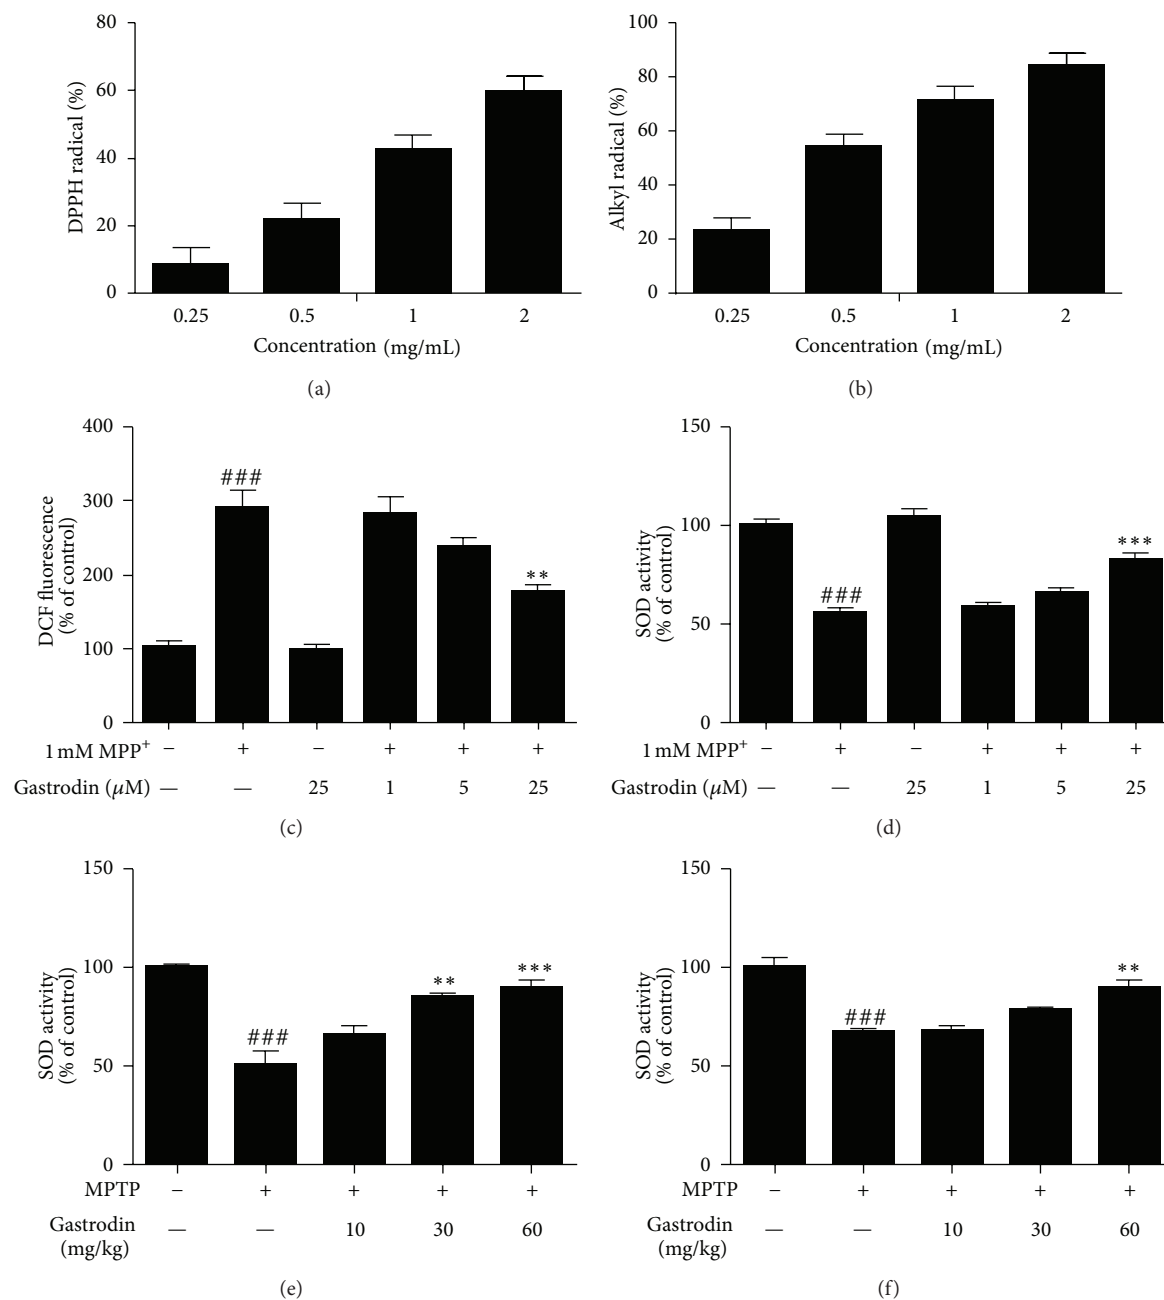 80
60
40
20
0
DPPH radical (%)
0.25 0.5 1 2
Concentration (mg/mL)
(a)
100
80
60
40
20
0
Alkyl radical (%)
0.25 0.5 1 2
Concentration (mg/mL)
(b)
400
300
200
100
0
DCF fluorescence
(% of control)
###
**
1 mM MPP⁺ − + − + + +
Gastrodin (μM) — — 25 1 5 25
(c)
150
100
50
0
SOD activity
(% of control)
###
***
1 mM MPP⁺ − + − + + +
Gastrodin (μM) — — 25 1 5 25
(d)
150
100
50
0
SOD activity
(% of control)
###
**
***
MPTP − + + + +
Gastrodin
(mg/kg) — — 10 30 60
(e)
150
100
50
0
SOD activity
(% of control)
###
**
MPTP − + + + +
Gastrodin
(mg/kg) — — 10 30 60
(f)